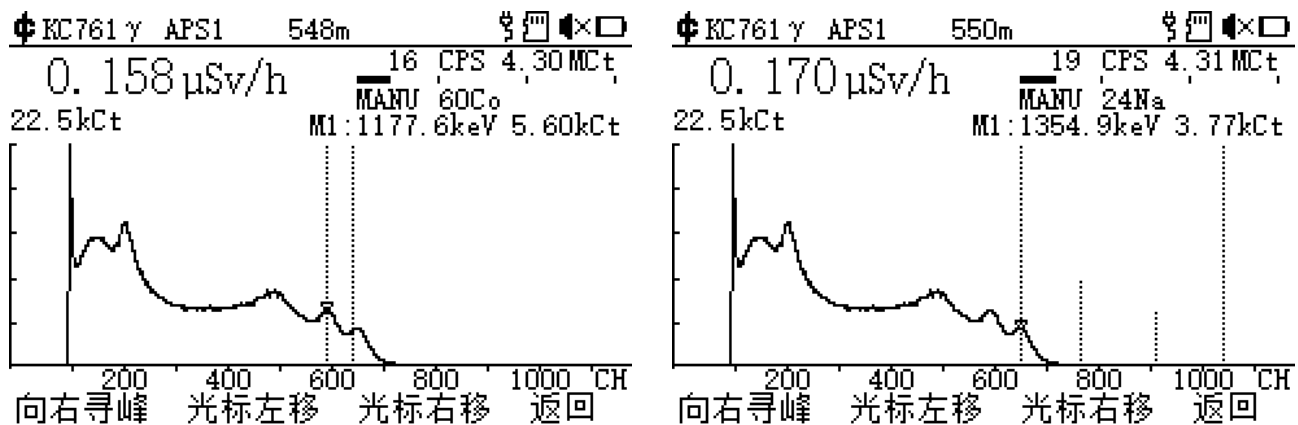 KC761γ APS1 548m
0.158μSv/h
16 CPS 4.30MCt
MANU 60Co
22.5kCt
M1:1177.6keV 5.60kCt
200 400 600 800 1000 CH
向右寻峰 光标左移 光标右移 返回
KC761γ APS1 550m
0.170μSv/h
19 CPS 4.31MCt
MANU 24Na
22.5kCt
M1:1354.9keV 3.77kCt
200 400 600 800 1000 CH
向右寻峰 光标左移 光标右移 返回